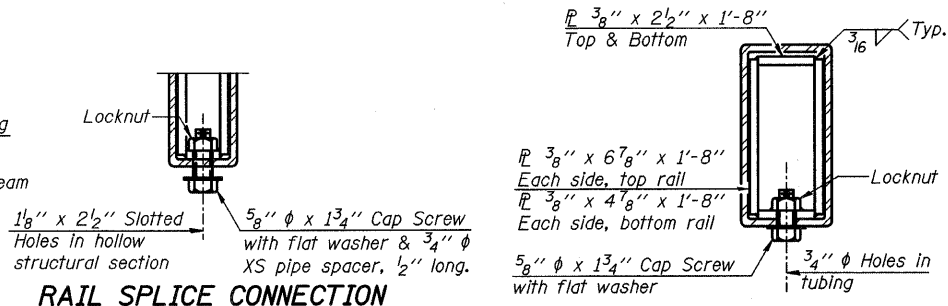 g
Locknut
eam
1 1/8" x 2 1/2" Slotted
Holes in hollow
structural section
5/8" ϕ x 1 3/4" Cap Screw
with flat washer & 3/4" ϕ
XS pipe spacer, 1/2" long.
RAIL SPLICE CONNECTION
℄ 3/8" x 2 1/2" x 1'-8"
Top & Bottom
3/16
Typ.
℄ 3/8" x 6 7/8" x 1'-8"
Each side, top rail
℄ 3/8" x 4 7/8" x 1'-8"
Each side, bottom rail
Locknut
5/8" ϕ x 1 3/4" Cap Screw
with flat washer
3/4" ϕ Holes in
tubing